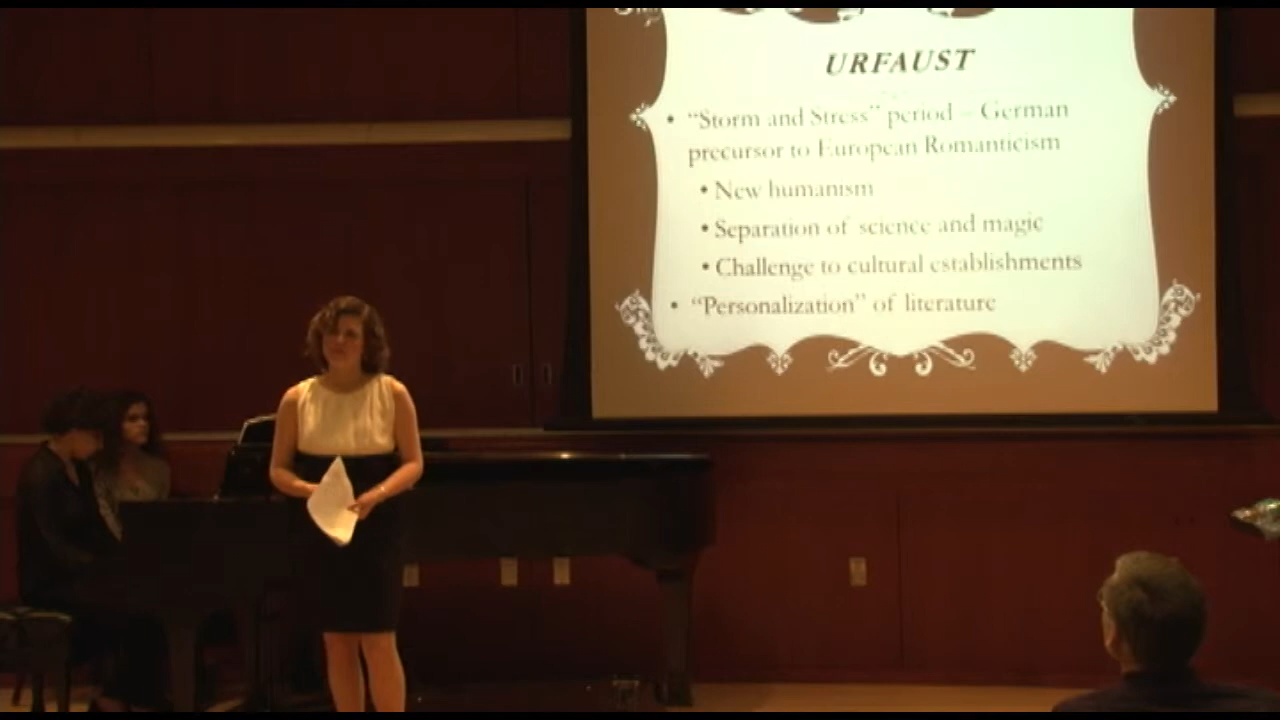 URFAUST
• “Storm and Stress” period – German
precursor to European Romanticism
• New humanism
• Separation of science and magic
• Challenge to cultural establishments
• “Personalization” of literature